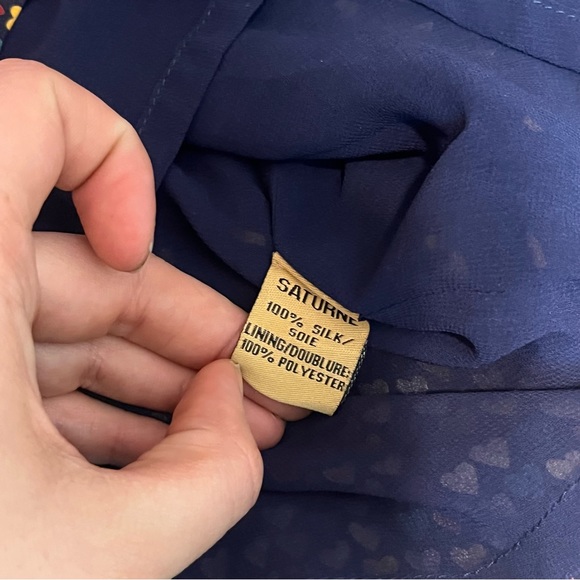 SATURNE
100% SILK/
SOIE
LINING/DOUBLURE:
100% POLYESTER